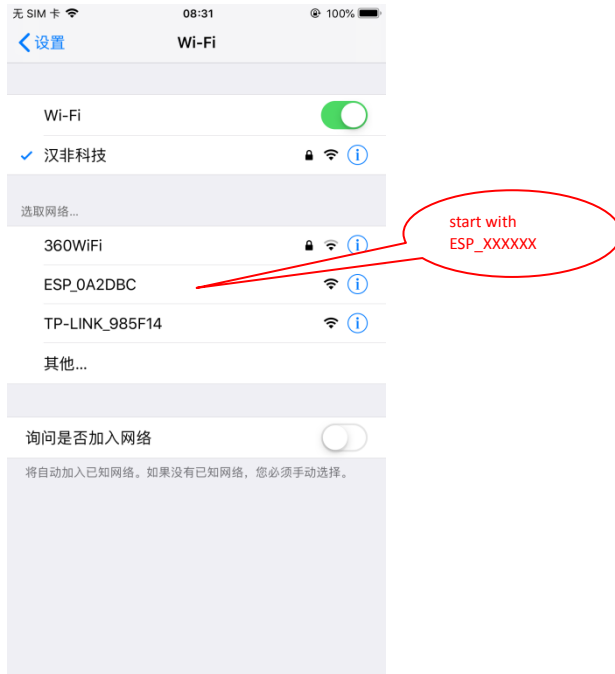 无 SIM 卡 08:31 100%
设置 Wi-Fi
Wi-Fi
汉非科技
选取网络...
start with
ESP_XXXXXX
360WiFi
ESP_0A2DBC
TP-LINK_985F14
其他...
询问是否加入网络
将自动加入已知网络。如果没有已知网络，您必须手动选择。